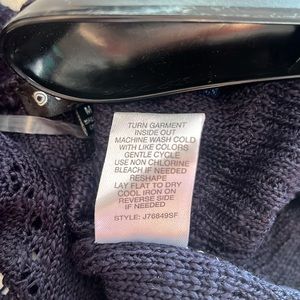 TURN GARMENT
INSIDE OUT
MACHINE WASH COLD
WITH LIKE COLORS
GENTLE CYCLE
USE NON CHLORINE
BLEACH IF NEEDED
RESHAPE
LAY FLAT TO DRY
COOL IRON ON
REVERSE SIDE
IF NEEDED
STYLE: J76849SF